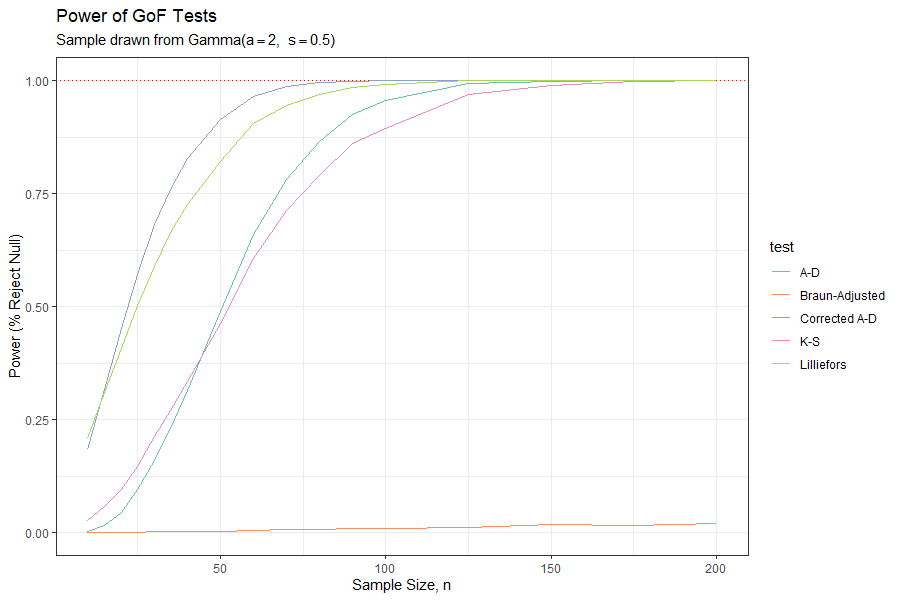 Power of GoF Tests
Sample drawn from Gamma(a = 2, s = 0.5)
1.00
0.75
0.50
0.25
0.00
Power (% Reject Null)
50
100
150
200
Sample Size, n
test
A-D
Braun-Adjusted
Corrected A-D
K-S
Lilliefors